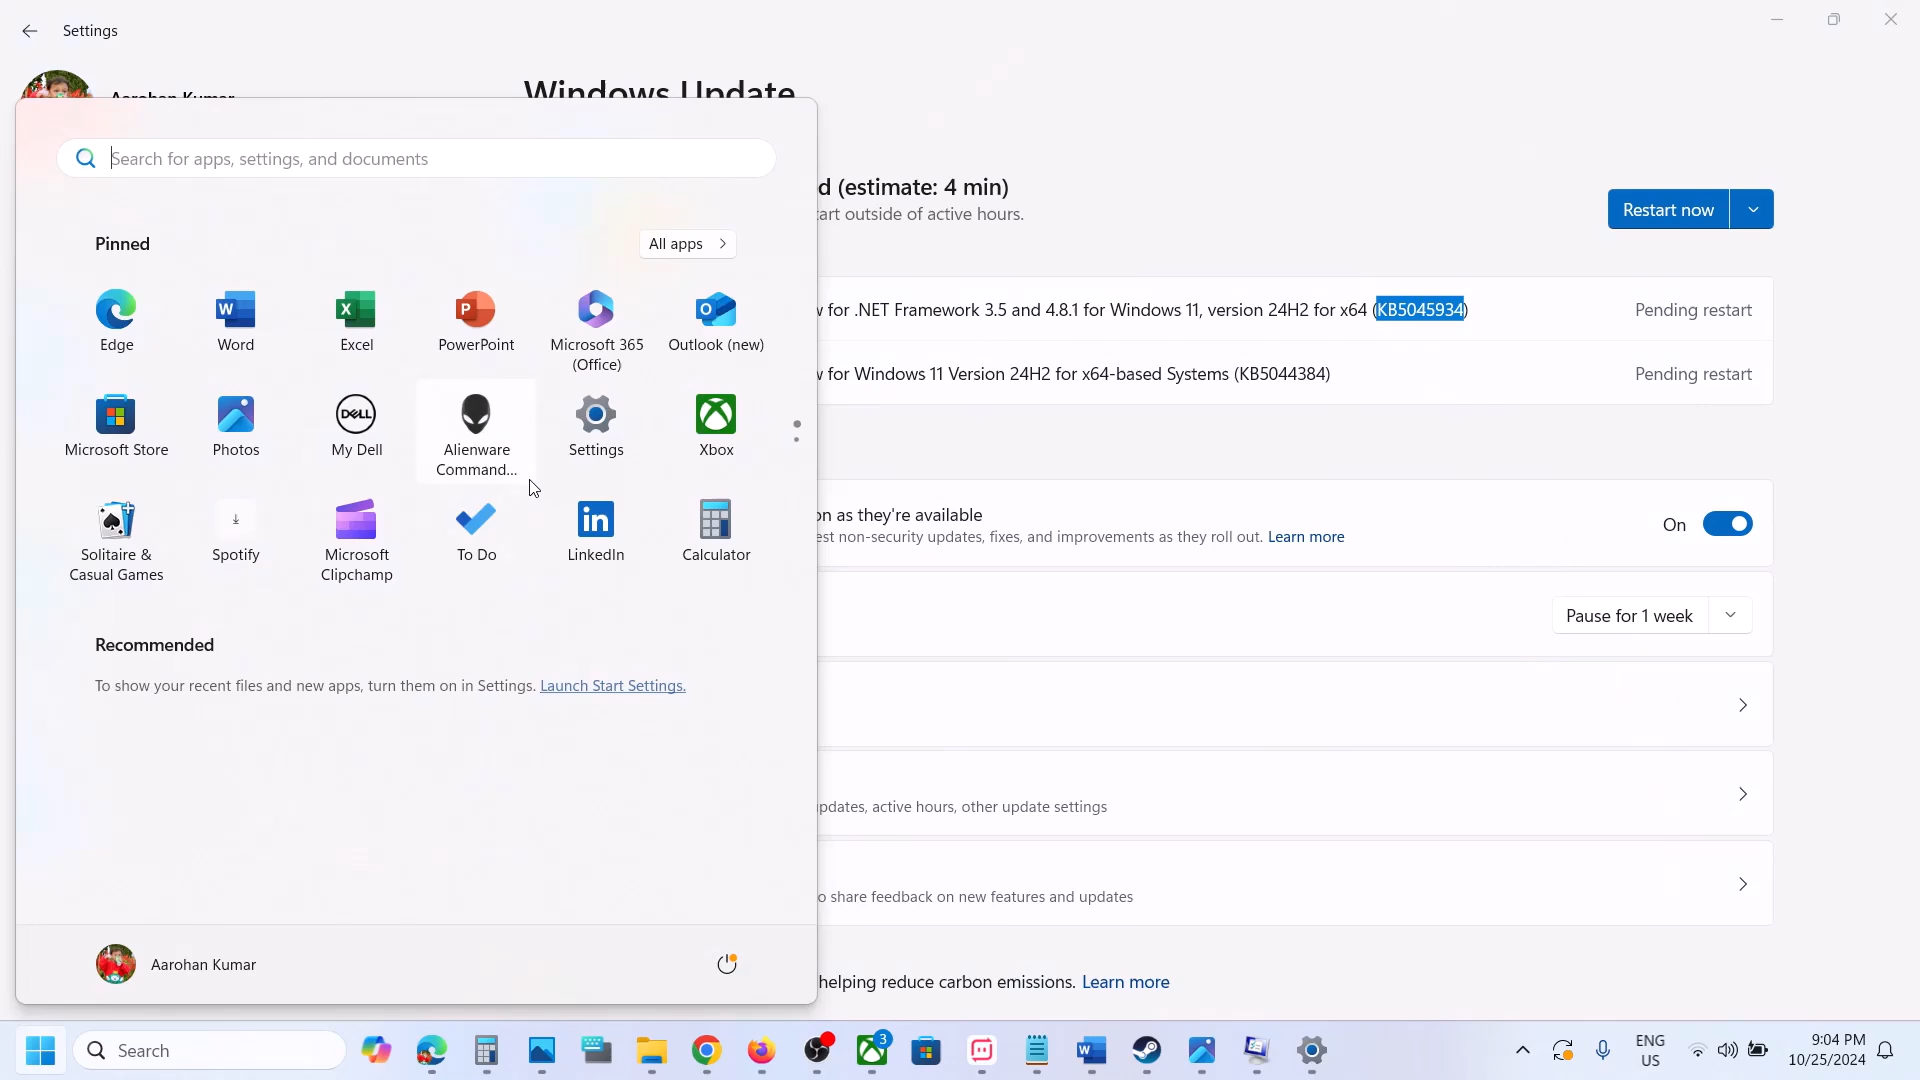 Settings
Aarohan Kumar
Windows Update
Search for apps, settings, and documents
d (estimate: 4 min)
art outside of active hours.
Restart now
Pinned
All apps
w for .NET Framework 3.5 and 4.8.1 for Windows 11, version 24H2 for x64 (KB5045934)
Pending restart
Edge
Word
Excel
PowerPoint
Microsoft 365
(Office)
Outlook (new)
w for Windows 11 Version 24H2 for x64-based Systems (KB5044384)
Pending restart
Microsoft Store
Photos
DELL
My Dell
Alienware
Command...
Settings
Xbox
on as they're available
est non-security updates, fixes, and improvements as they roll out. Learn more
On
Solitaire &
Casual Games
Spotify
Microsoft
Clipchamp
To Do
LinkedIn
Calculator
Pause for 1 week
Recommended
To show your recent files and new apps, turn them on in Settings. Launch Start Settings.
updates, active hours, other update settings
o share feedback on new features and updates
Aarohan Kumar
helping reduce carbon emissions. Learn more
Search
3
ENG
US
9:04 PM
10/25/2024